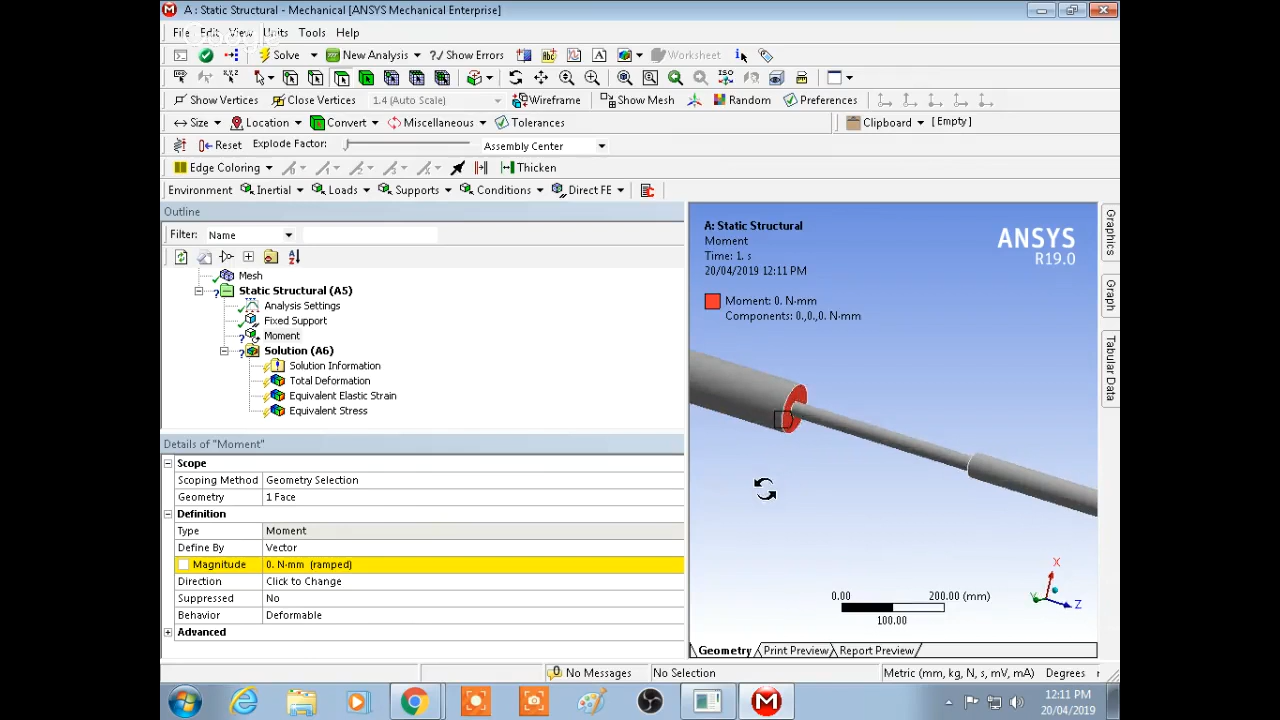 A : Static Structural - Mechanical [ANSYS Mechanical Enterprise]
File Edit View Units Tools Help
Solve New Analysis ?/ Show Errors Worksheet
Show Vertices Close Vertices 1.4 (Auto Scale) Wireframe Show Mesh Random Preferences
Size Location Convert Miscellaneous Tolerances Clipboard [Empty]
Reset Explode Factor: Assembly Center
Edge Coloring Thicken
Environment Inertial Loads Supports Conditions Direct FE
Outline
Filter: Name
Mesh
Static Structural (A5)
Analysis Settings
Fixed Support
Moment
Solution (A6)
Solution Information
Total Deformation
Equivalent Elastic Strain
Equivalent Stress
Details of "Moment"
Scope
Scoping Method Geometry Selection
Geometry 1 Face
Definition
Type Moment
Define By Vector
Magnitude 0. N-mm (ramped)
Direction Click to Change
Suppressed No
Behavior Deformable
Advanced
A: Static Structural
Moment
Time: 1. s
20/04/2019 12:11 PM
Moment: 0. N-mm
Components: 0.,0.,0. N-mm
ANSYS
R19.0
0.00 200.00 (mm)
100.00
X
Y
Z
Geometry Print Preview Report Preview
Graphics
Graph
Tabular Data
No Messages No Selection Metric (mm, kg, N, s, mV, mA) Degrees
12:11 PM
20/04/2019